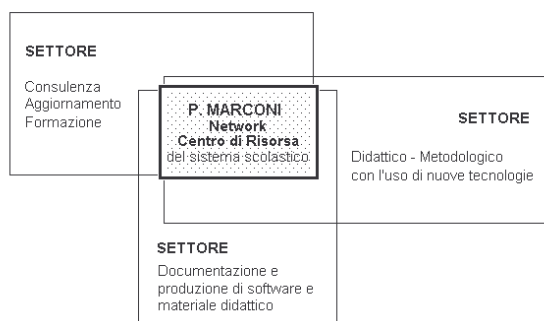 SETTORE
Consulenza
Aggiornamento
Formazione
P. MARCONI
Network
Centro di Risorsa
del sistema scolastico
SETTORE
Didattico - Metodologico
con l'uso di nuove tecnologie
SETTORE
Documentazione e
produzione di software e
materiale didattico